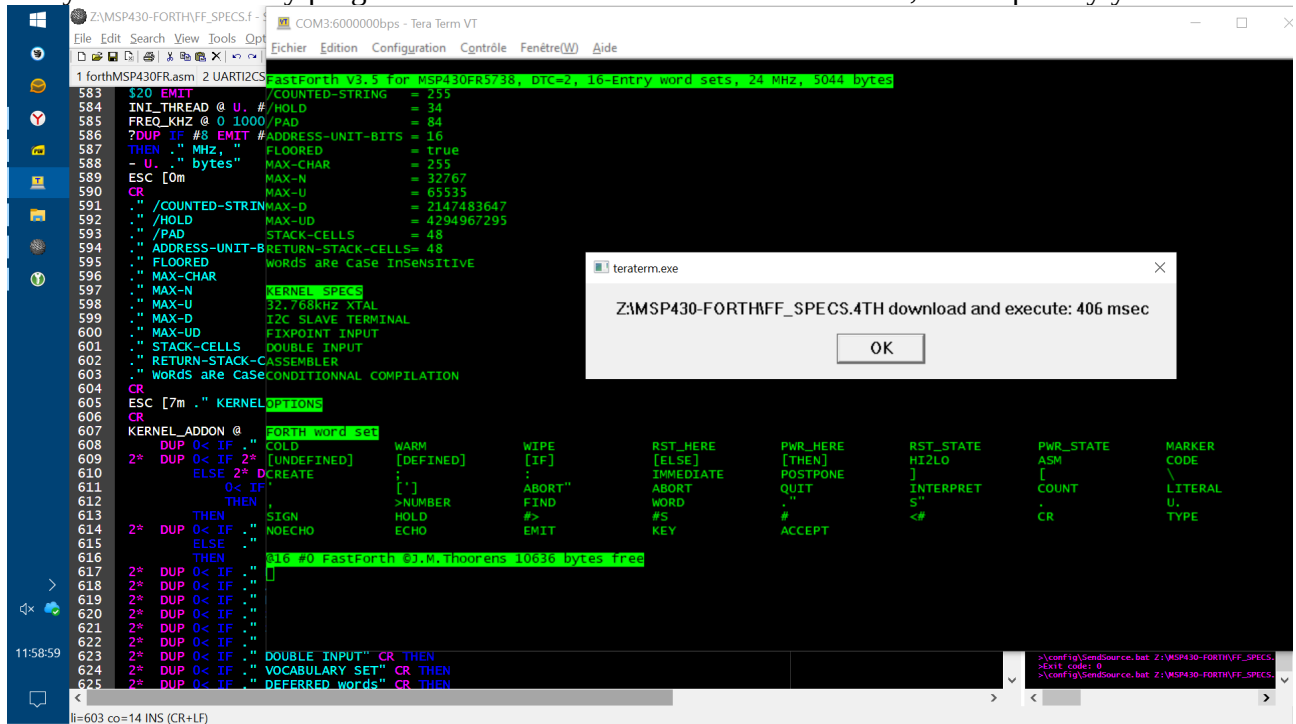 Z:\MSP430-FORTH\FF_SPECS.f -
File Edit Search View Tools Opt
1 forthMSP430FR.asm 2 UARTI2CS
583 $20 EMIT
584 INI_THREAD @ U. #
585 FREQ_KHZ @ 0 1000
586 ?DUP IF #8 EMIT #
587 THEN ." MHz, "
588 - U. ." bytes"
589 ESC [0m
590 CR
591 ." /COUNTED-STRIN
592 ." /HOLD
593 ." /PAD
594 ." ADDRESS-UNIT-B
595 ." FLOORED
596 ." MAX-CHAR
597 ." MAX-N
598 ." MAX-U
599 ." MAX-D
600 ." MAX-UD
601 ." STACK-CELLS
602 ." RETURN-STACK-C
603 ." WoRdS aRe CaSe
604 CR
605 ESC [7m ." KERNEL
606 CR
607 KERNEL_ADDON @
608 DUP 0< IF ."
609 2* DUP 0< IF 2*
610 ELSE 2* D
611 0< IF
612 THEN
613 THEN
614 2* DUP 0< IF ."
615 ELSE ."
616 THEN
617 2* DUP 0< IF ."
618 2* DUP 0< IF ."
619 2* DUP 0< IF ."
620 2* DUP 0< IF ."
621 2* DUP 0< IF ."
622 2* DUP 0< IF ."
623 2* DUP 0< IF ." DOUBLE INPUT" CR THEN
624 2* DUP 0< IF ." VOCABULARY SET" CR THEN
625 2* DUP 0< IF ." DEFERRED words" CR THEN
li=603 co=14 INS (CR+LF)
COM3:6000000bps - Tera Term VT
Fichier Edition Configuration Contrôle Fenêtre(W) Aide
FastForth V3.5 for MSP430FR5738, DTC=2, 16-Entry word sets, 24 MHz, 5044 bytes
/COUNTED-STRING = 255
/HOLD = 34
/PAD = 84
ADDRESS-UNIT-BITS = 16
FLOORED = true
MAX-CHAR = 255
MAX-N = 32767
MAX-U = 65535
MAX-D = 2147483647
MAX-UD = 4294967295
STACK-CELLS = 48
RETURN-STACK-CELLS= 48
WoRdS aRe CaSe InSeNsItIvE
KERNEL SPECS
32.768kHz XTAL
I2C SLAVE TERMINAL
FIXPOINT INPUT
DOUBLE INPUT
ASSEMBLER
CONDITIONNAL COMPILATION
OPTIONS
FORTH word set
COLD WARM WIPE RST_HERE PWR_HERE RST_STATE PWR_STATE MARKER
[UNDEFINED] [DEFINED] [IF] [ELSE] [THEN] HI2LO ASM CODE
CREATE ; : IMMEDIATE POSTPONE ] [ \
' ['] ABORT" ABORT QUIT INTERPRET COUNT LITERAL
, >NUMBER FIND WORD ." S" . U.
SIGN HOLD #> #S # <# CR TYPE
NOECHO ECHO EMIT KEY ACCEPT
@16 #0 FastForth ©J.M.Thoorens 10636 bytes free
teraterm.exe
Z:\MSP430-FORTH\FF_SPECS.4TH download and execute: 406 msec
OK
>\config\SendSource.bat Z:\MSP430-FORTH\FF_SPECS.
>Exit code: 0
>\config\SendSource.bat Z:\MSP430-FORTH\FF_SPECS.
11:58:59